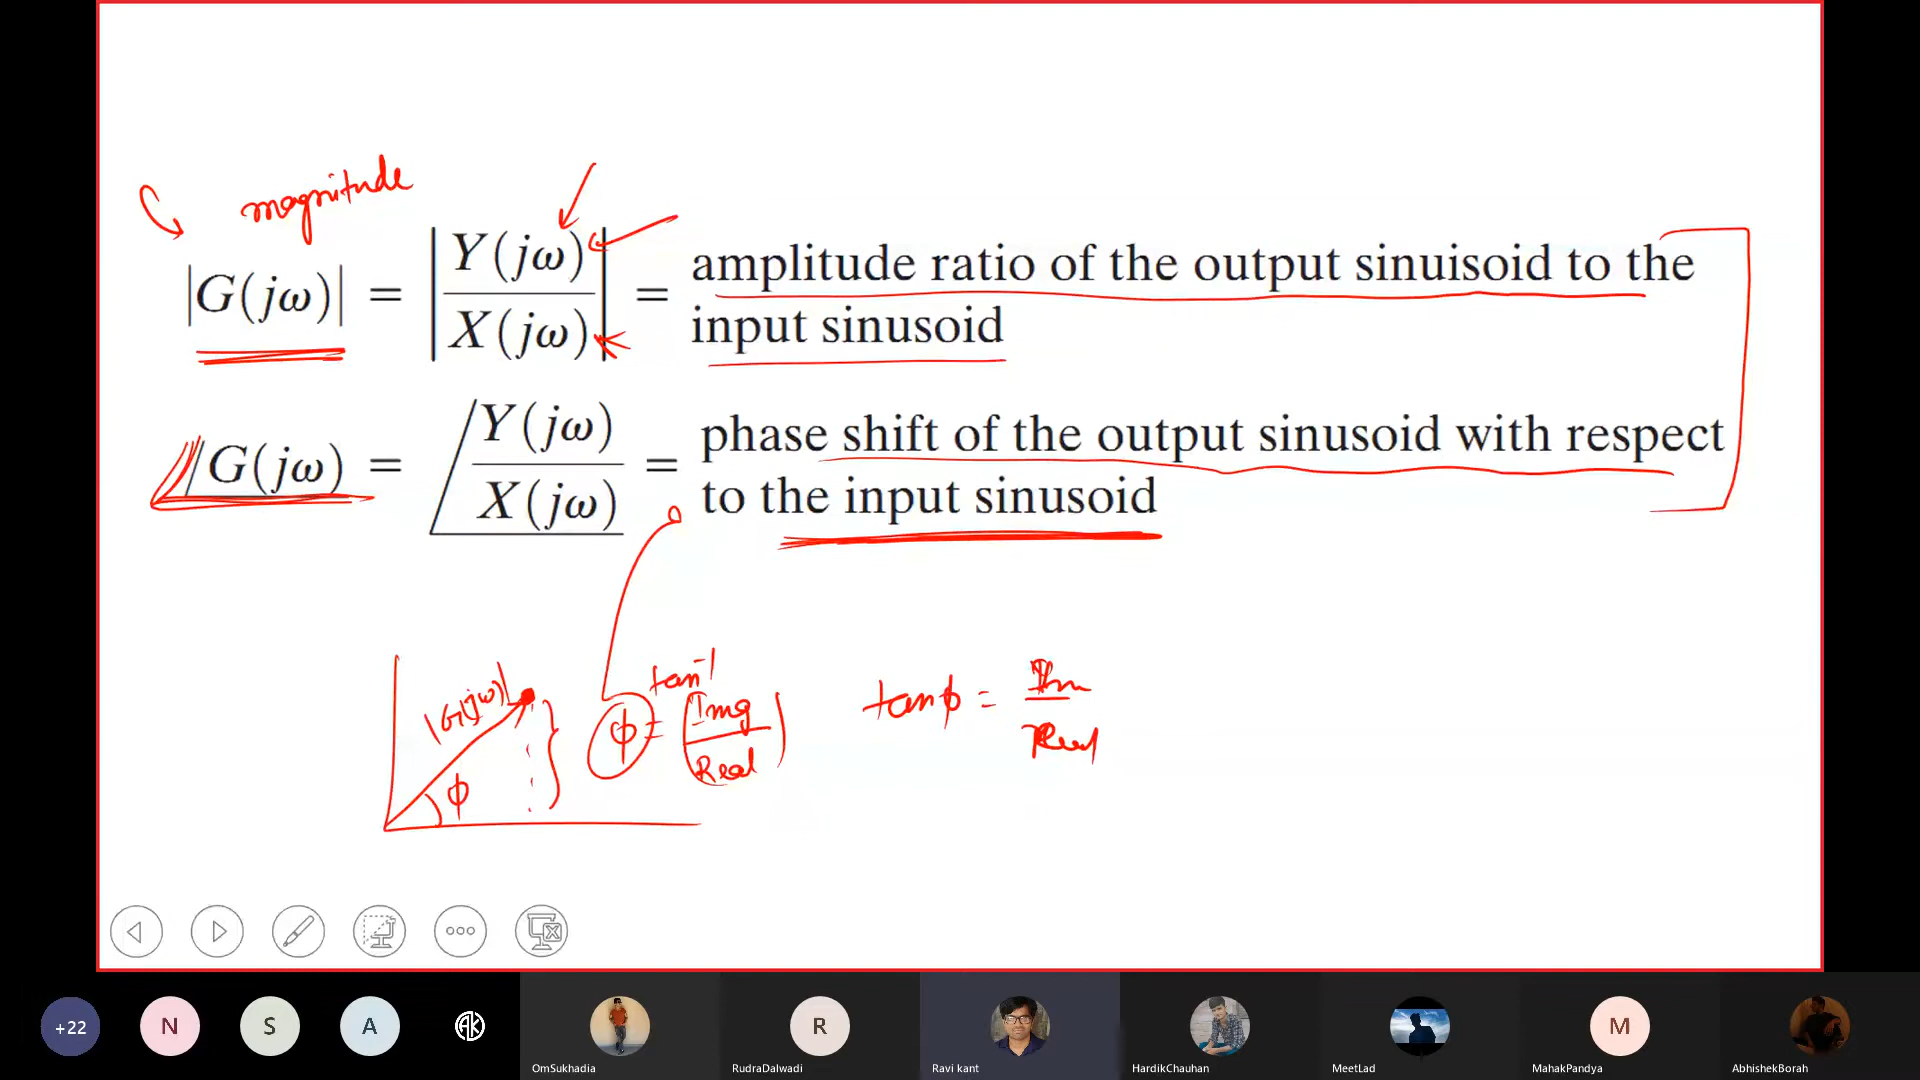 magnitude
|G(jω)| = |Y(jω)/X(jω)| = amplitude ratio of the output sinuisoid to the
input sinusoid
/G(jω) = /Y(jω)/X(jω) = phase shift of the output sinusoid with respect
to the input sinusoid
|G(jω)|
ϕ
ϕ = tan⁻¹(Img/Real)
tanϕ = Im/Real
+22
N
S
A
AK
R
M
OmSukhadia
RudraDalwadi
Ravi kant
HardikChauhan
MeetLad
MahakPandya
AbhishekBorah